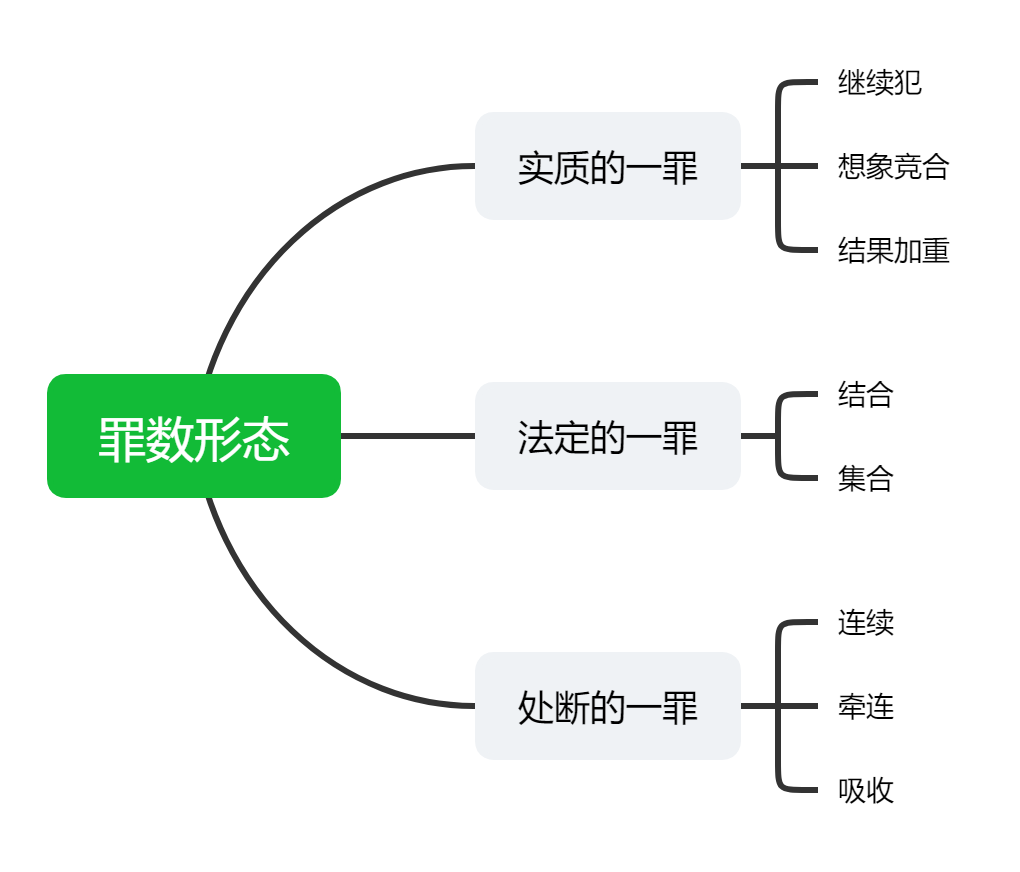 罪数形态
实质的一罪
继续犯
想象竞合
结果加重
法定的一罪
结合
集合
处断的一罪
连续
牵连
吸收